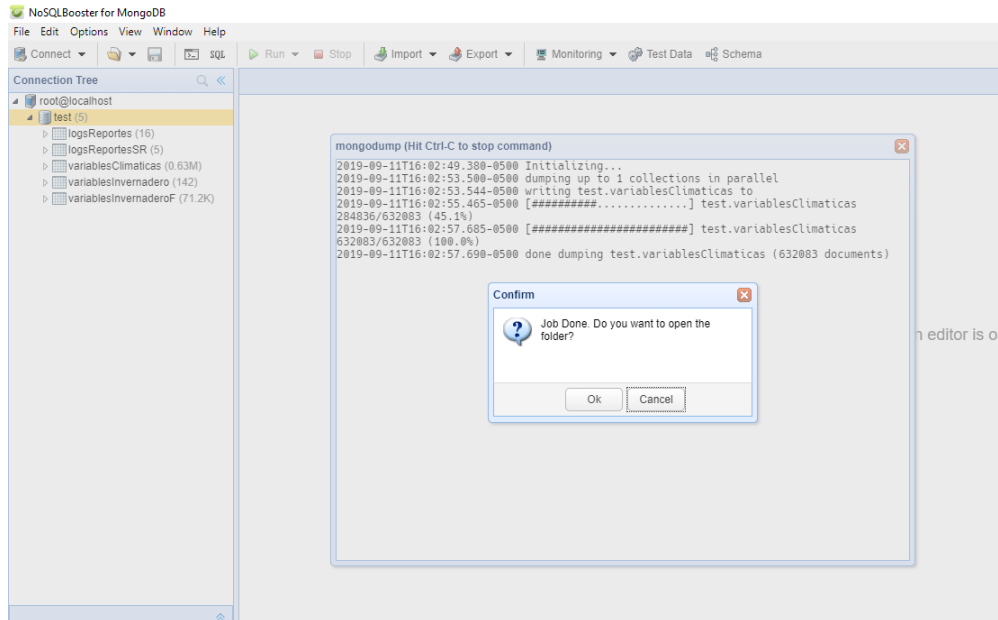 NoSQLBooster for MongoDB
File Edit Options View Window Help
Connect SQL Run Stop Import Export Monitoring Test Data Schema
Connection Tree
root@localhost
test (5)
logsReportes (16)
logsReportesSR (5)
variablesClimaticas (0.63M)
variablesInvernadero (142)
variablesInvernaderoF (71.2K)
mongodump (Hit Ctrl-C to stop command)
2019-09-11T16:02:49.380-0500 Initializing...
2019-09-11T16:02:53.500-0500 dumping up to 1 collections in parallel
2019-09-11T16:02:53.544-0500 writing test.variablesClimaticas to
2019-09-11T16:02:55.465-0500 [##########..............] test.variablesClimaticas
284836/632083 (45.1%)
2019-09-11T16:02:57.685-0500 [########################] test.variablesClimaticas
632083/632083 (100.0%)
2019-09-11T16:02:57.690-0500 done dumping test.variablesClimaticas (632083 documents)
Confirm
Job Done. Do you want to open the
folder?
Ok Cancel
editor is